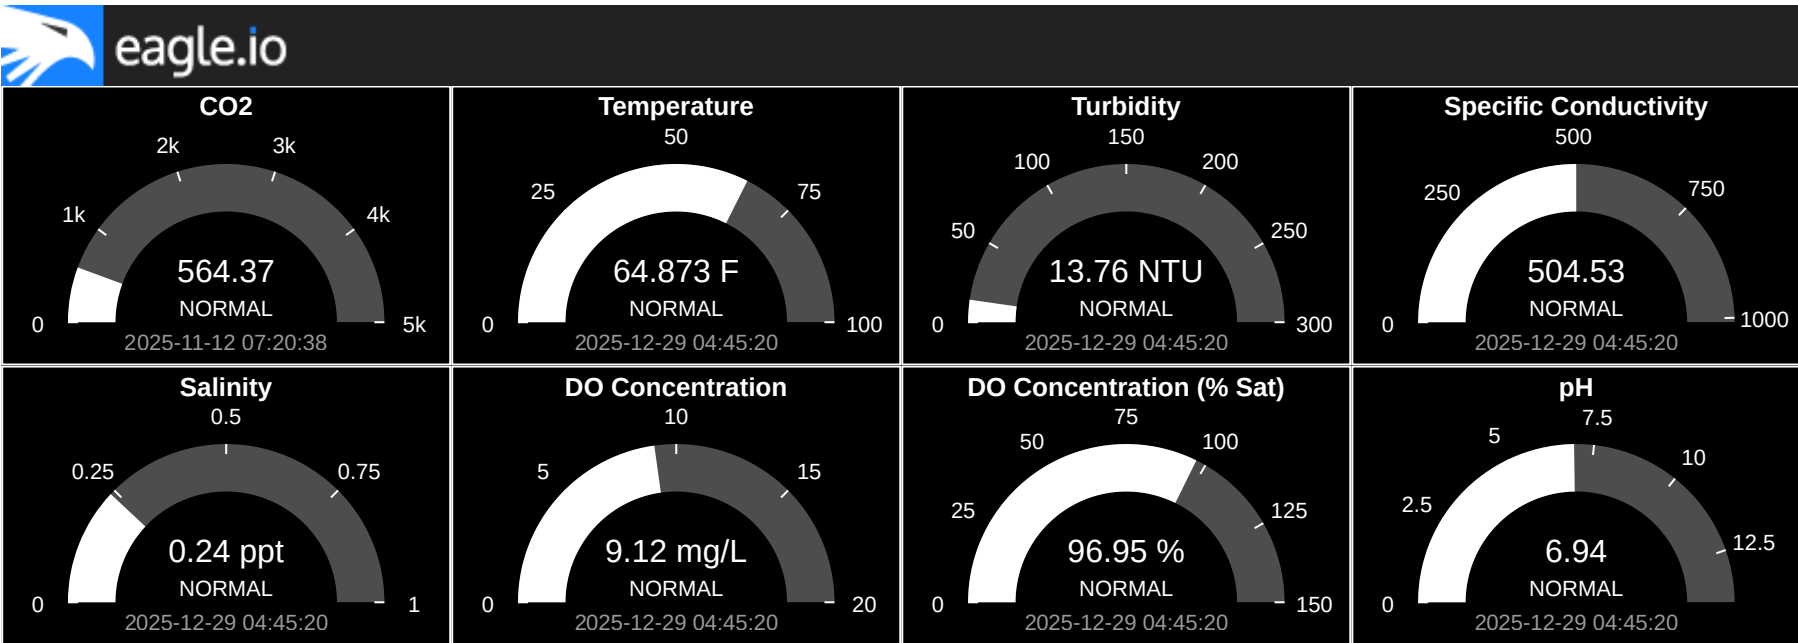 eagle.io
CO2
0
1k
2k
3k
4k
5k
564.37
NORMAL
2025-11-12 07:20:38
Temperature
0
25
50
75
100
64.873 F
NORMAL
2025-12-29 04:45:20
Turbidity
0
50
100
150
200
250
300
13.76 NTU
NORMAL
2025-12-29 04:45:20
Specific Conductivity
0
250
500
750
1000
504.53
NORMAL
2025-12-29 04:45:20
Salinity
0
0.25
0.5
0.75
1
0.24 ppt
NORMAL
2025-12-29 04:45:20
DO Concentration
0
5
10
15
20
9.12 mg/L
NORMAL
2025-12-29 04:45:20
DO Concentration (% Sat)
0
25
50
75
100
125
150
96.95 %
NORMAL
2025-12-29 04:45:20
pH
0
2.5
5
7.5
10
12.5
6.94
NORMAL
2025-12-29 04:45:20